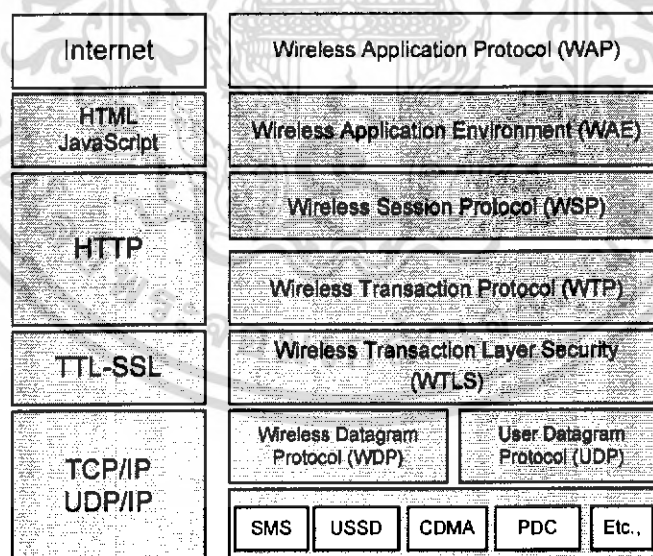 Internet
Wireless Application Protocol (WAP)
HTML
JavaScript
Wireless Application Environment (WAE)
HTTP
Wireless Session Protocol (WSP)
Wireless Transaction Protocol (WTP)
TTL-SSL
Wireless Transaction Layer Security
(WTLS)
TCP/IP
UDP/IP
Wireless Datagram
Protocol (WDP)
User Datagram
Protocol (UDP)
SMS
USSD
CDMA
PDC
Etc.,